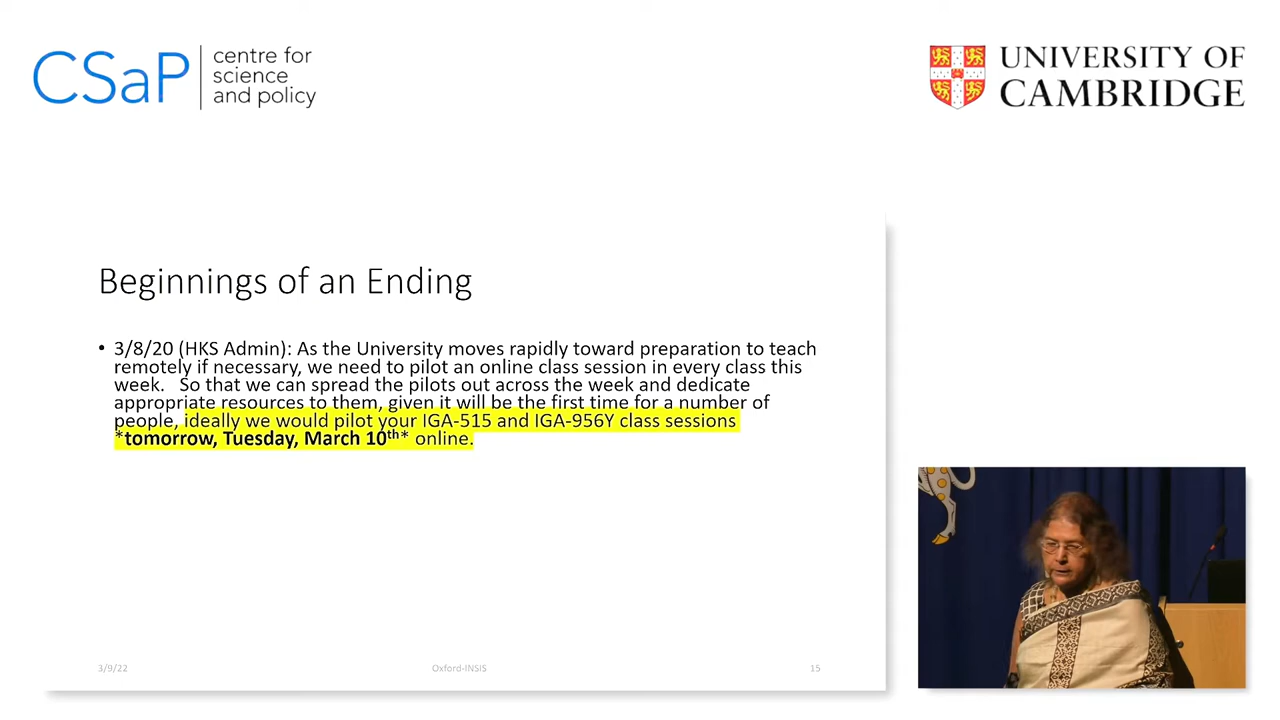 CSaP
centre for
science
and policy
UNIVERSITY OF
CAMBRIDGE
Beginnings of an Ending
• 3/8/20 (HKS Admin): As the University moves rapidly toward preparation to teach
remotely if necessary, we need to pilot an online class session in every class this
week. So that we can spread the pilots out across the week and dedicate
appropriate resources to them, given it will be the first time for a number of
people, ideally we would pilot your IGA-515 and IGA-956Y class sessions
*tomorrow, Tuesday, March 10th* online.
3/9/22
Oxford-INSIS
15